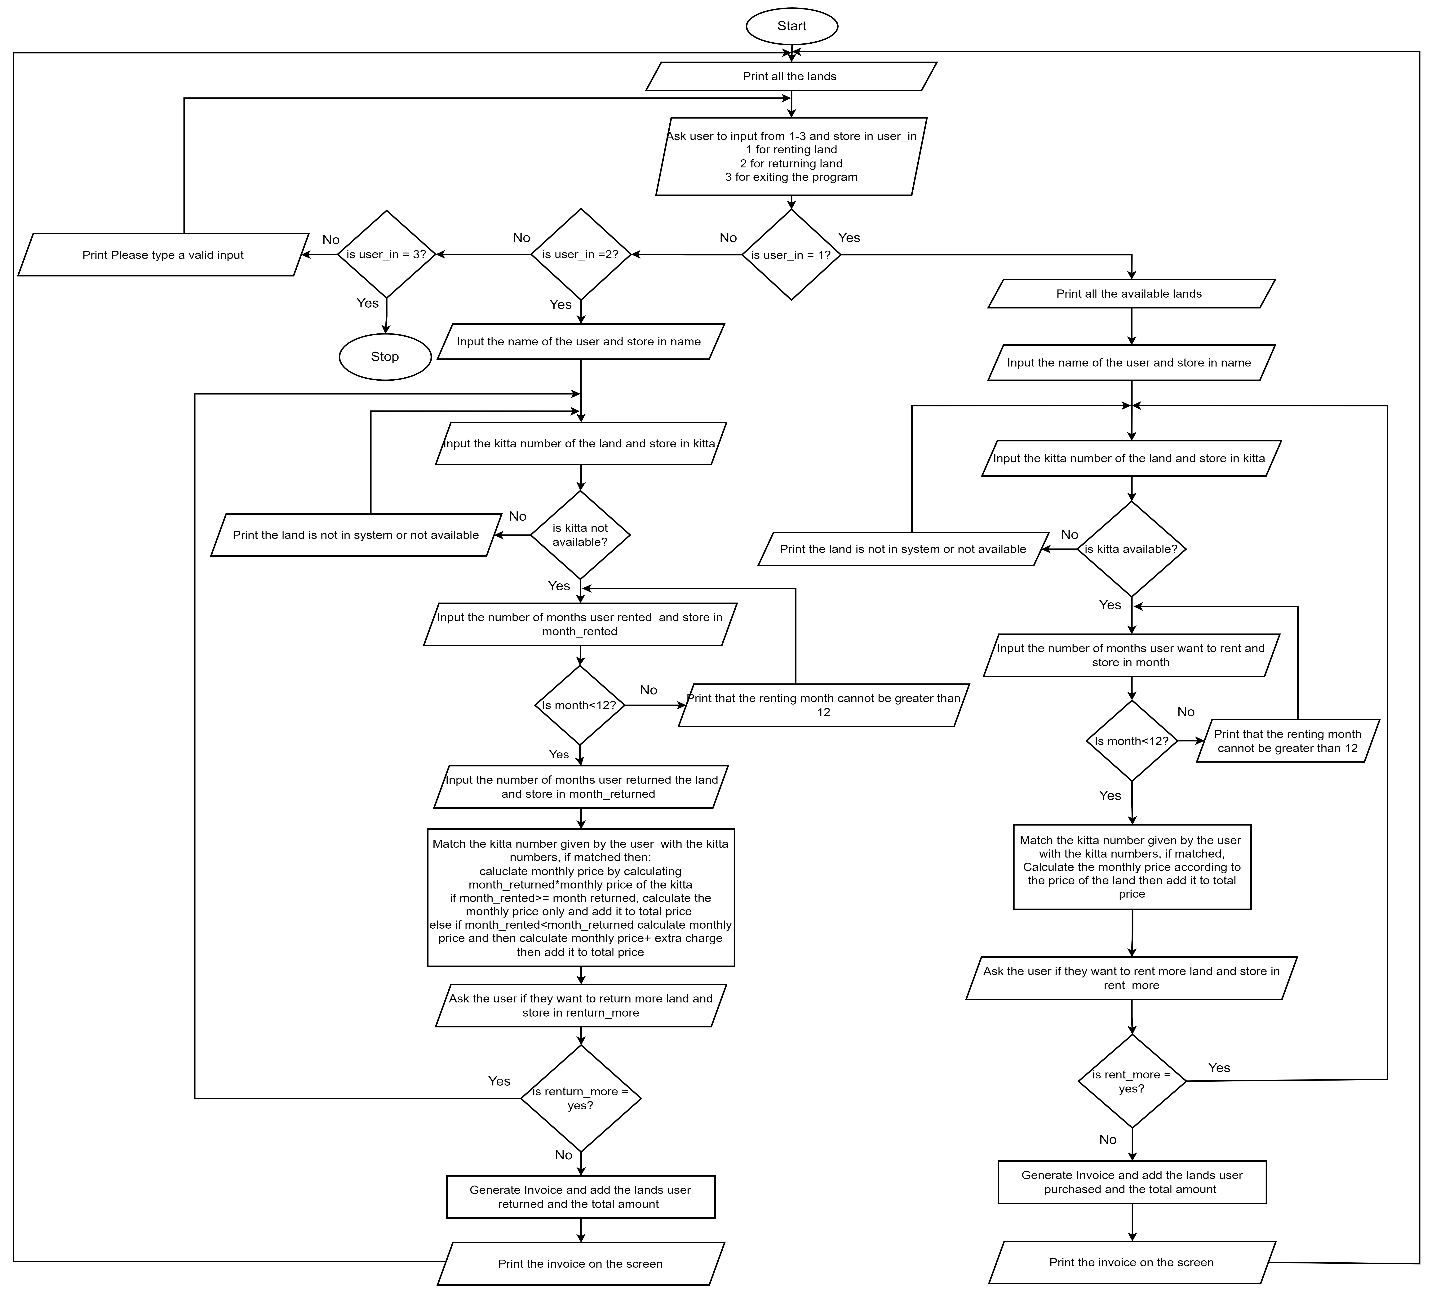 Start
Print all the lands
Ask user to input from 1-3 and store in user_in
1 for renting land
2 for returning land
3 for exiting the program
is user_in = 1?
No
Yes
is user_in =2?
No
Yes
is user_in = 3?
No
Yes
Print Please type a valid input
Stop
Input the name of the user and store in name
Input the kitta number of the land and store in kitta
is kitta not
available?
No
Print the land is not in system or not available
Yes
Input the number of months user rented  and store in
month_rented
Is month<12?
No
Print that the renting month cannot be greater than
12
Yes
Input the number of months user returned the land
and store in month_returned
Match the kitta number given by the user  with the kitta
numbers, if matched then:
caluclate monthly price by calculating
month_returned*monthly price of the kitta
if month_rented>= month returned, calculate the
monthly price only and add it to total price
else if month_rented<month_returned calculate monthly
price and then calculate monthly price+ extra charge
then add it to total price
Ask the user if they want to return more land and
store in renturn_more
is renturn_more =
yes?
Yes
No
Generate Invoice and add the lands user
returned and the total amount
Print the invoice on the screen
Print all the available lands
Input the name of the user and store in name
Input the kitta number of the land and store in kitta
is kitta available?
No
Print the land is not in system or not available
Yes
Input the number of months user want to rent and
store in month
Is month<12?
No
Print that the renting month
cannot be greater than 12
Yes
Match the kitta number given by the user
with the kitta numbers, if matched,
Calculate the monthly price according to
the price of the land then add it to total
price
Ask the user if they want to rent more land and store in
rent_more
is rent_more =
yes?
Yes
No
Generate Invoice and add the lands user
purchased and the total amount
Print the invoice on the screen